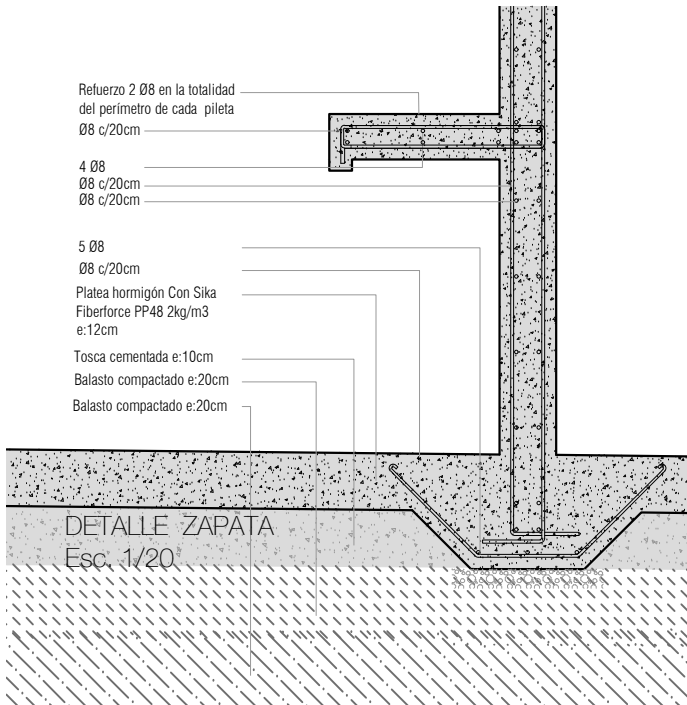 Refuerzo 2 Ø8 en la totalidad
del perímetro de cada pileta
Ø8 c/20cm
4 Ø8
Ø8 c/20cm
Ø8 c/20cm
5 Ø8
Ø8 c/20cm
Platea hormigón Con Sika
Fiberforce PP48 2kg/m3
e:12cm
Tosca cementada e:10cm
Balasto compactado e:20cm
Balasto compactado e:20cm
DETALLE ZAPATA
Esc. 1/20